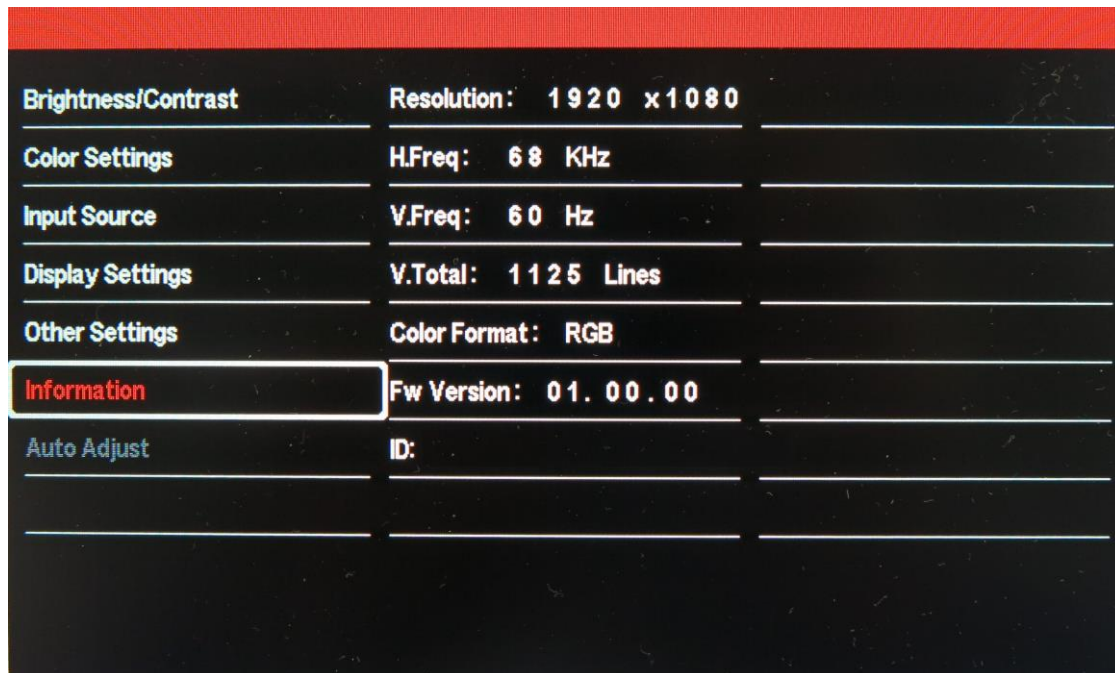 Brightness/Contrast
Resolution: 1920 x1080
Color Settings
H.Freq: 68 KHz
Input Source
V.Freq: 60 Hz
Display Settings
V.Total: 1125 Lines
Other Settings
Color Format: RGB
Information
Fw Version: 01.00.00
Auto Adjust
ID: